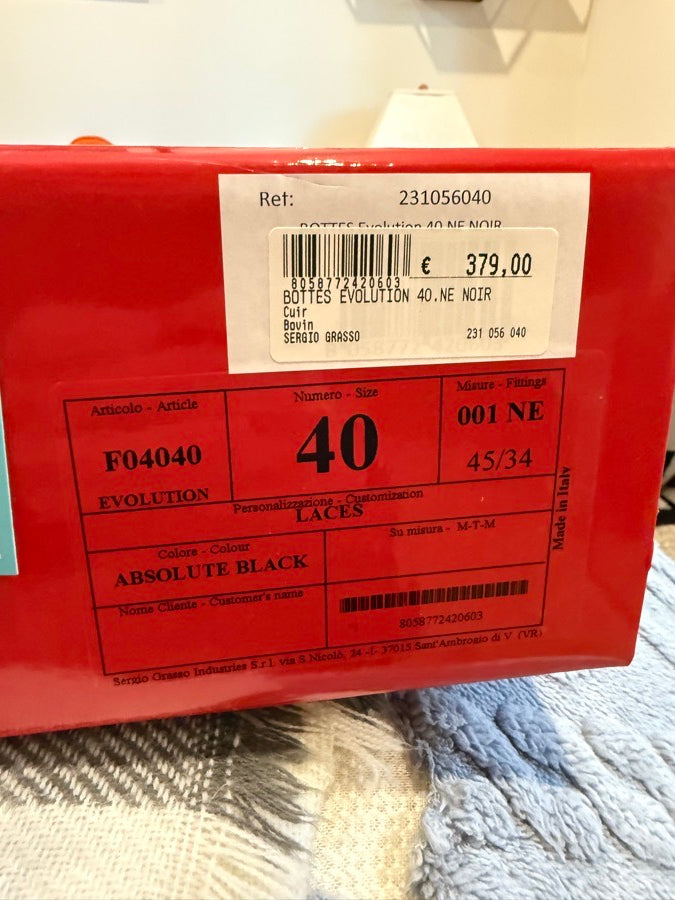 Ref: 231056040
BOTTES Evolution 40.NE NOIR
€ 379,00
8058772420603
BOTTES EVOLUTION 40.NE NOIR
Cuir
Bovin
SERGIO GRASSO 231 056 040
Articolo - Article
F04040
EVOLUTION
Numero - Size
40
Misure - Fittings
001 NE
45/34
Personalizzazione - Customization
LACES
Colore - Colour
ABSOLUTE BLACK
Su misura - M-T-M
Nome Cliente - Customer's name
8058772420603
Made in Italy
Sergio Grasso Industries S.r.l. via S.Nicolò, 24 -I- 37015 Sant'Ambrogio di V. (VR)